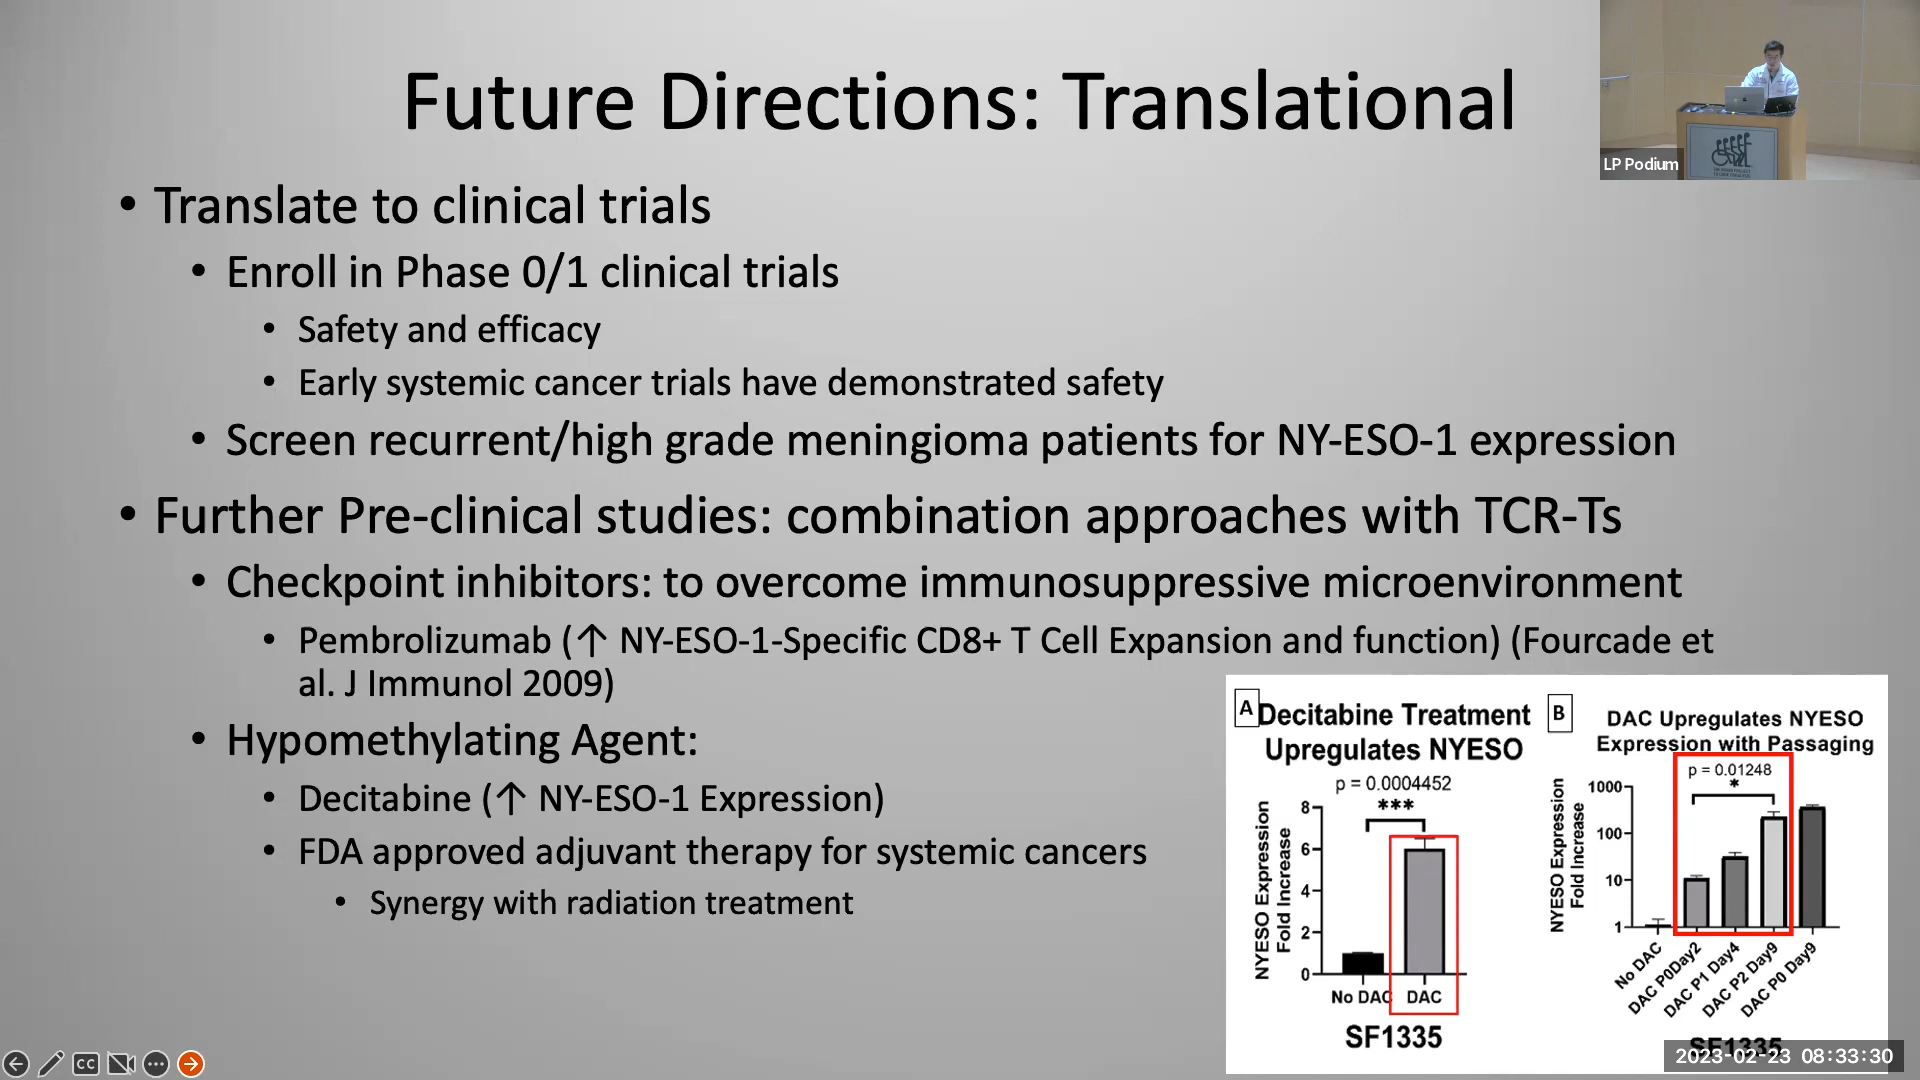 Future Directions: Translational
LP Podium
• Translate to clinical trials
• Enroll in Phase 0/1 clinical trials
• Safety and efficacy
• Early systemic cancer trials have demonstrated safety
• Screen recurrent/high grade meningioma patients for NY-ESO-1 expression
• Further Pre-clinical studies: combination approaches with TCR-Ts
• Checkpoint inhibitors: to overcome immunosuppressive microenvironment
• Pembrolizumab (↑ NY-ESO-1-Specific CD8+ T Cell Expansion and function) (Fourcade et
al. J Immunol 2009)
• Hypomethylating Agent:
• Decitabine (↑ NY-ESO-1 Expression)
• FDA approved adjuvant therapy for systemic cancers
• Synergy with radiation treatment
A
Decitabine Treatment
Upregulates NYESO
p = 0.0004452
***
NYESO Expression
Fold Increase
8
6
4
2
0
No DAC
DAC
SF1335
B
DAC Upregulates NYESO
Expression with Passaging
p = 0.01248
*
NYESO Expression
Fold Increase
1000
100
10
1
No DAC
DAC P0Day2
DAC P1 Day4
DAC P2 Day9
DAC P0 Day9
SF1335
CC
2023-02-23 08:33:30